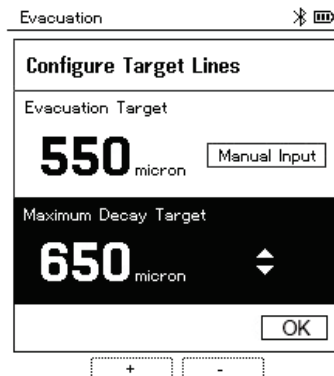 Evacuation
Configure Target Lines
Evacuation Target
550 micron Manual Input
Maximum Decay Target
650 micron
OK
+ -